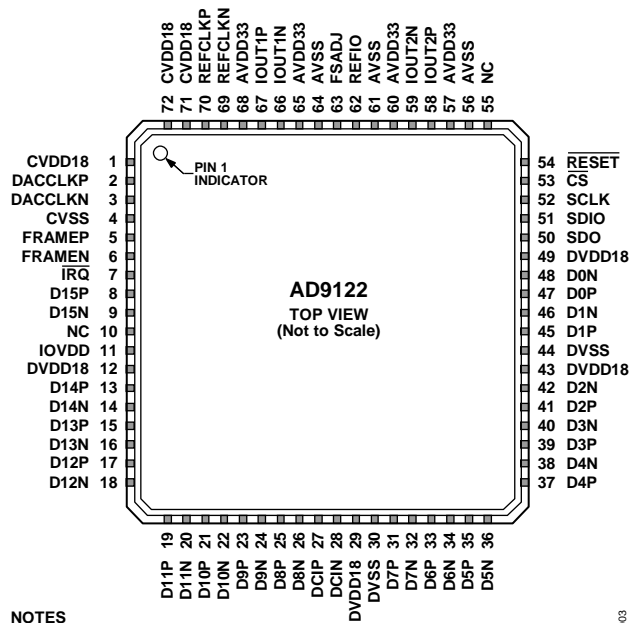 72 CVDD18
71 CVDD18
70 REFCLKP
69 REFCLKN
68 AVDD33
67 IOUT1P
66 IOUT1N
65 AVDD33
64 AVSS
63 FSADJ
62 REFIO
61 AVSS
60 AVDD33
59 IOUT2N
58 IOUT2P
57 AVDD33
56 AVSS
55 NC
CVDD18 1
DACCLKP 2
DACCLKN 3
CVSS 4
FRAMEP 5
FRAMEN 6
IRQ 7
D15P 8
D15N 9
NC 10
IOVDD 11
DVDD18 12
D14P 13
D14N 14
D13P 15
D13N 16
D12P 17
D12N 18
PIN 1
INDICATOR
AD9122
TOP VIEW
(Not to Scale)
54 RESET
53 CS
52 SCLK
51 SDIO
50 SDO
49 DVDD18
48 D0N
47 D0P
46 D1N
45 D1P
44 DVSS
43 DVDD18
42 D2N
41 D2P
40 D3N
39 D3P
38 D4N
37 D4P
D11P 19
D11N 20
D10P 21
D10N 22
D9P 23
D9N 24
D8P 25
D8N 26
DCIP 27
DCIN 28
DVDD18 29
DVSS 30
D7P 31
D7N 32
D6P 33
D6N 34
D5P 35
D5N 36
NOTES
03